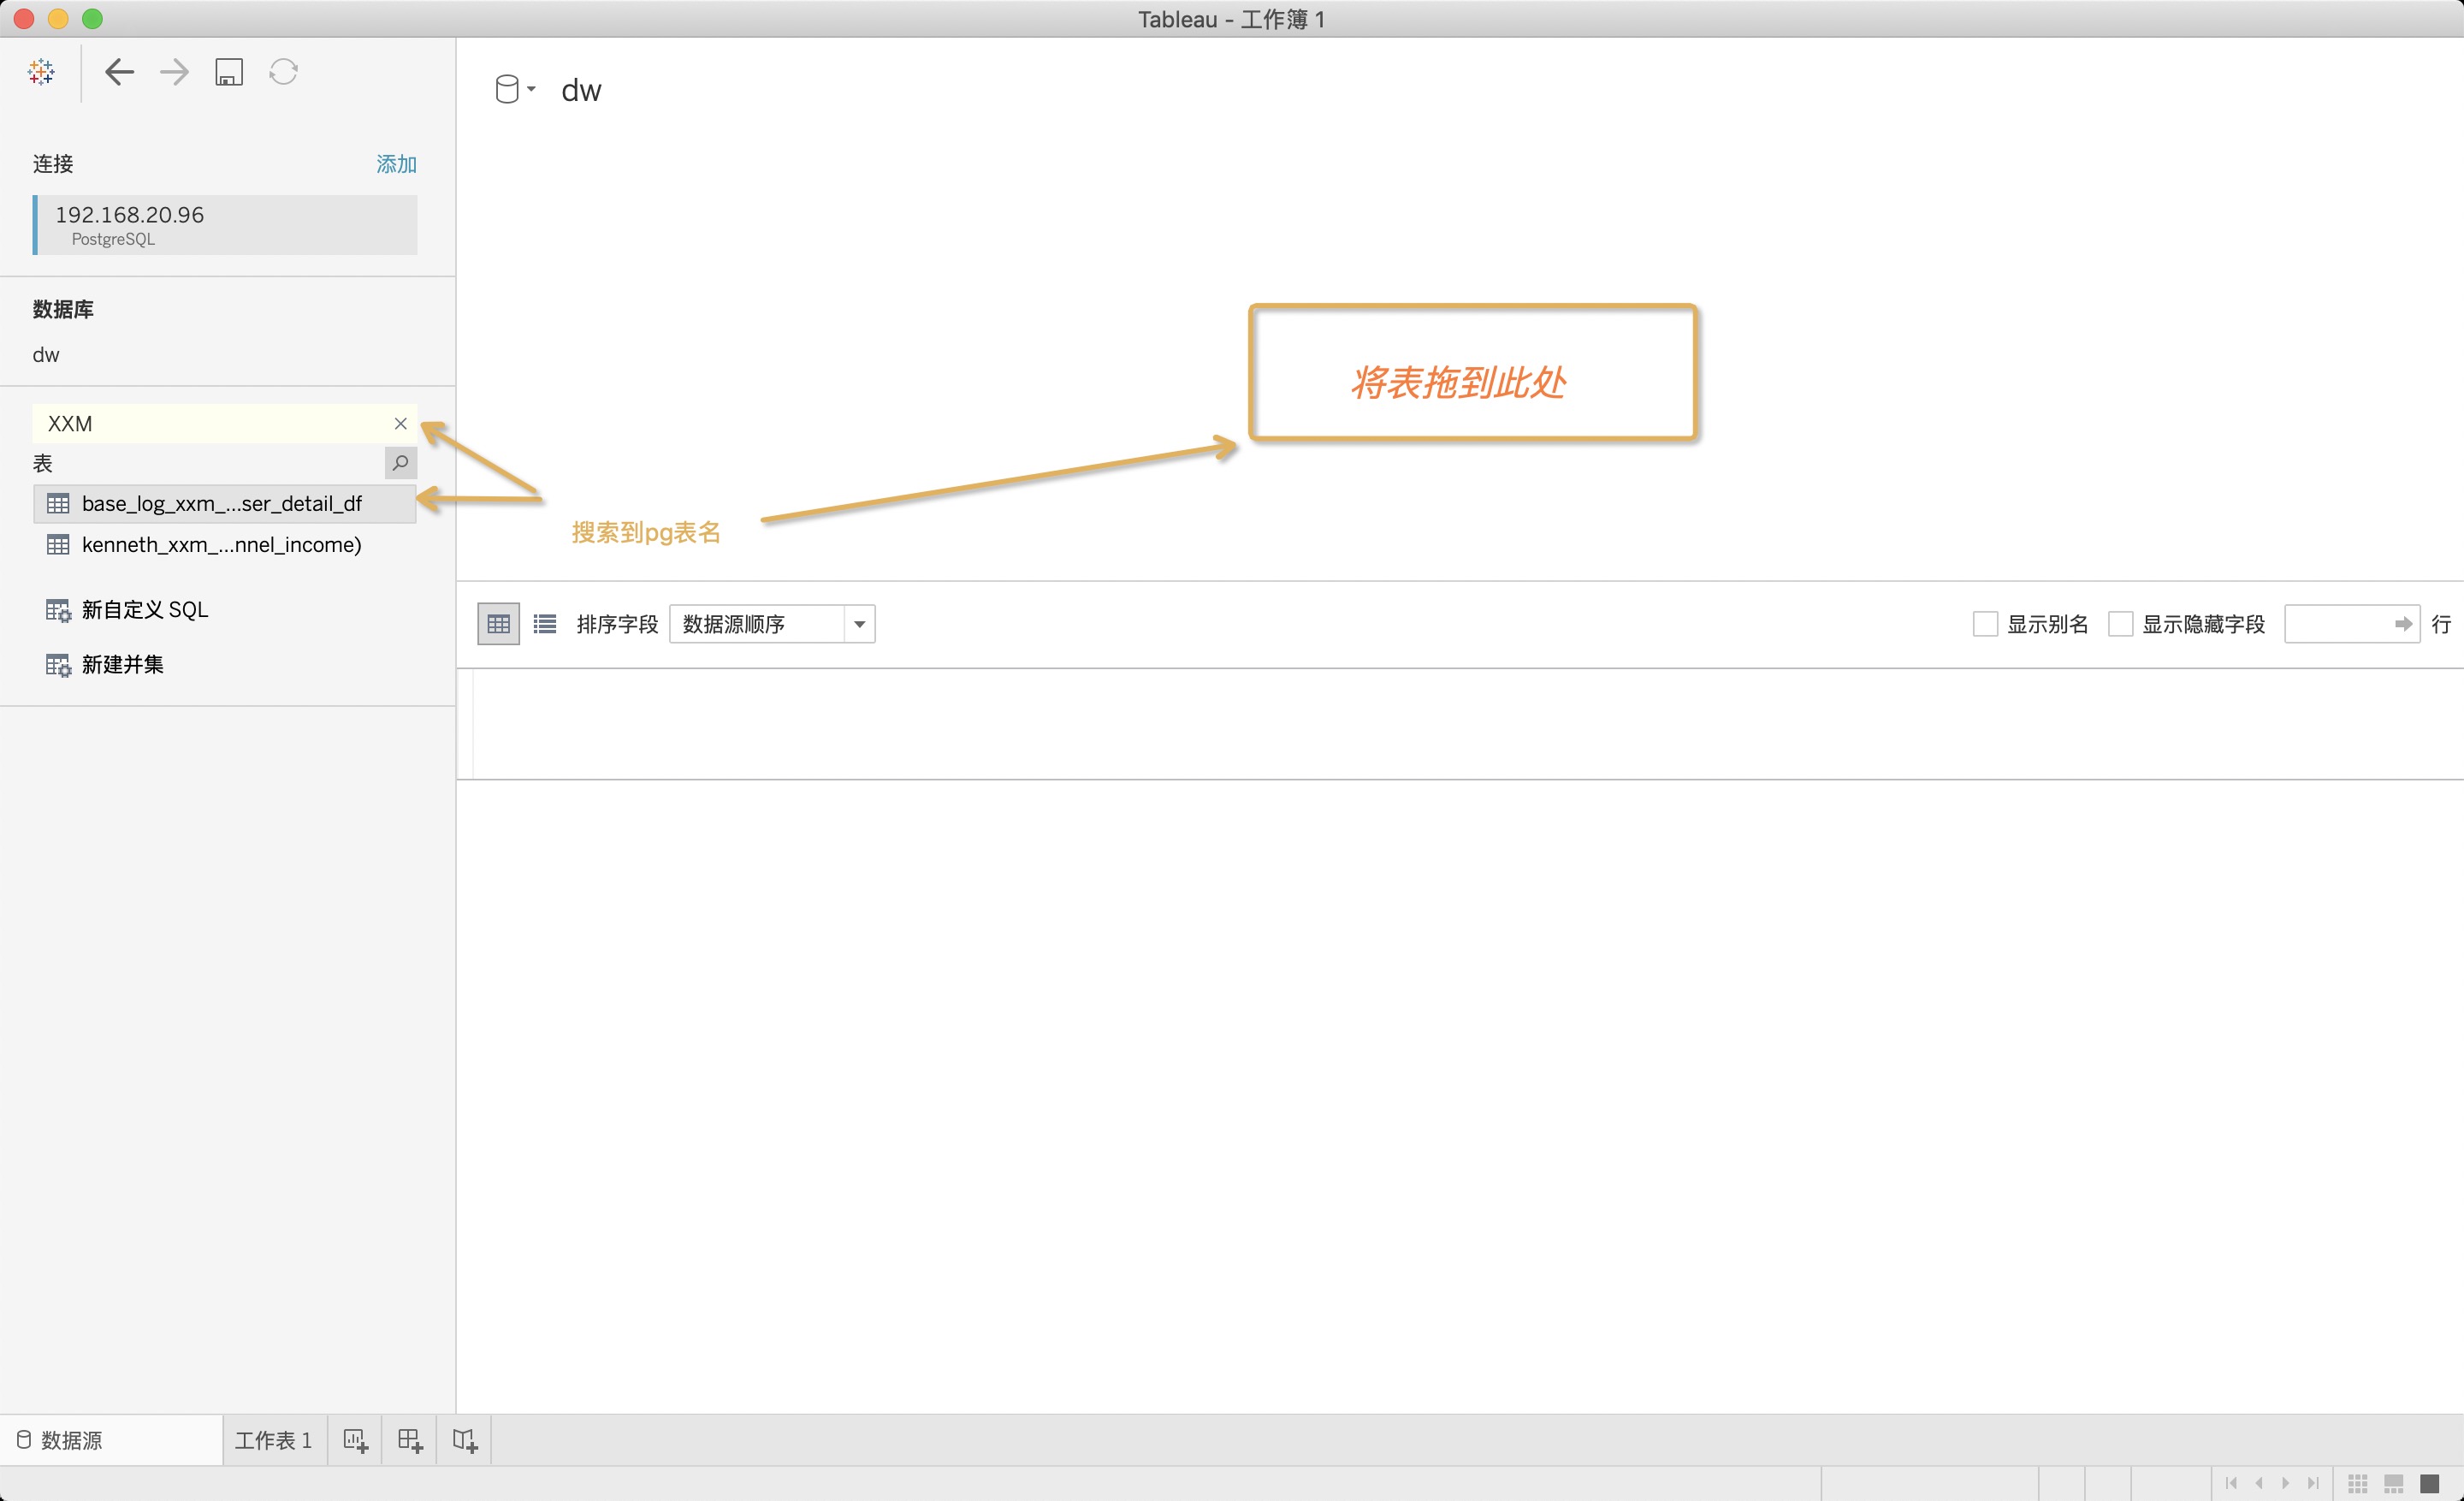 Tableau - 工作簿 1
dw
连接
添加
192.168.20.96
PostgreSQL
数据库
dw
XXM
表
base_log_xxm_...ser_detail_df
kenneth_xxm_...nnel_income)
新自定义 SQL
新建并集
将表拖到此处
搜索到pg表名
排序字段 数据源顺序
显示别名 显示隐藏字段 行
数据源 工作表 1